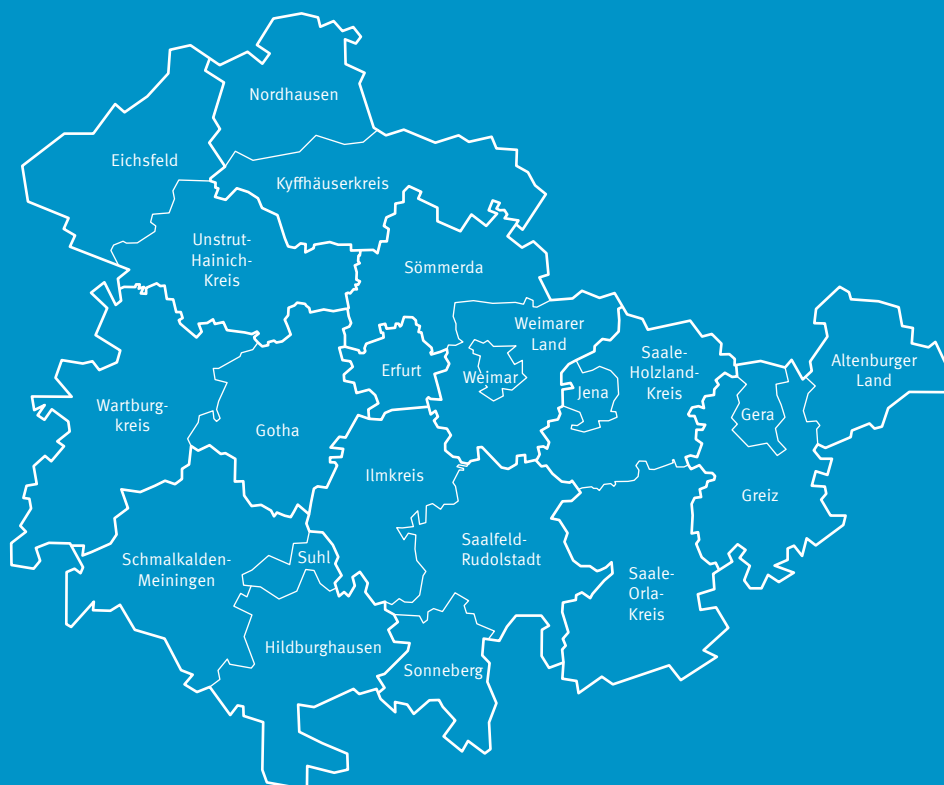 Nordhausen
Eichsfeld
Kyffhäuserkreis
Unstrut-
Hainich-
Kreis
Sömmerda
Weimarer
Land
Saale-
Holzland-
Kreis
Altenburger
Land
Erfurt
Weimar
Jena
Gera
Wartburg-
kreis
Gotha
Ilmkreis
Greiz
Saalfeld-
Rudolstadt
Suhl
Schmalkalden-
Meiningen
Saale-
Orla-
Kreis
Hildburghausen
Sonneberg